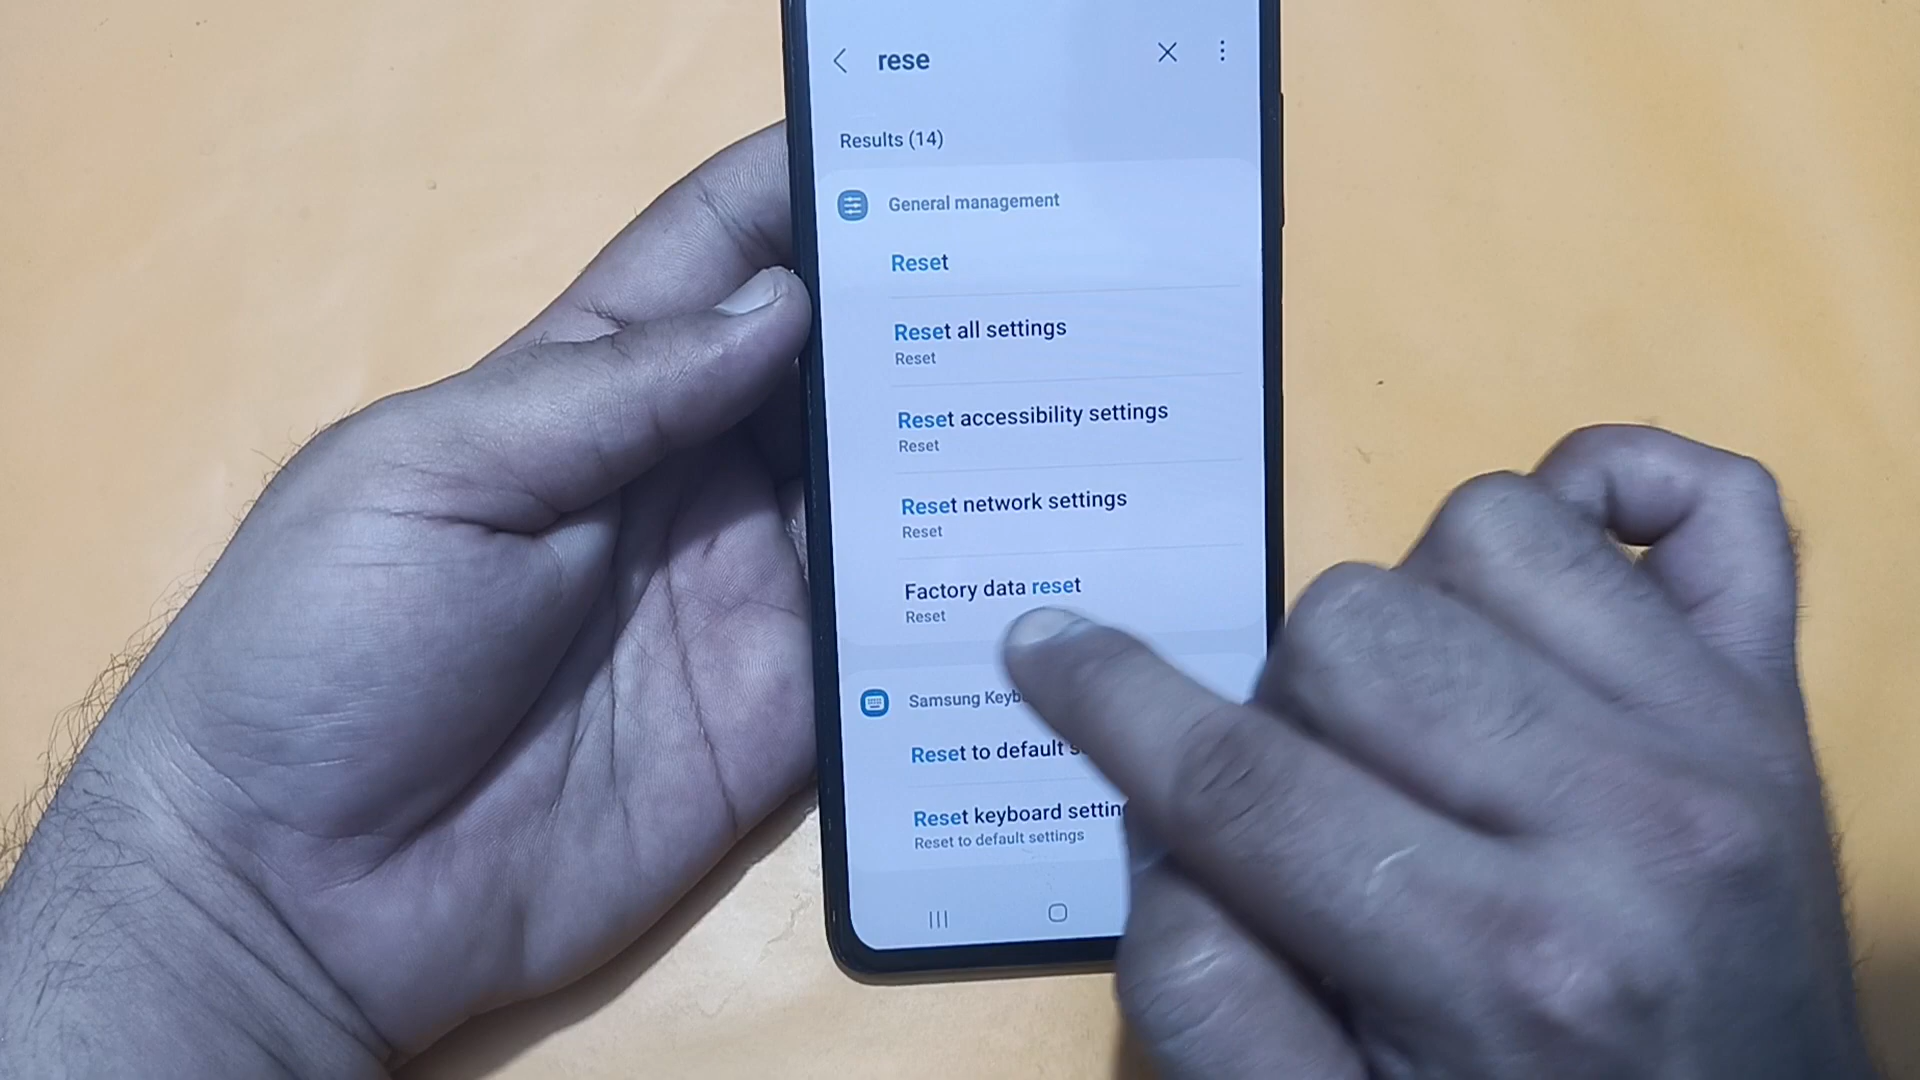 rese
Results (14)
General management
Reset
Reset all settings
Reset
Reset accessibility settings
Reset
Reset network settings
Reset
Factory data reset
Reset
Samsung Keyb
Reset to default s
Reset keyboard settin
Reset to default settings